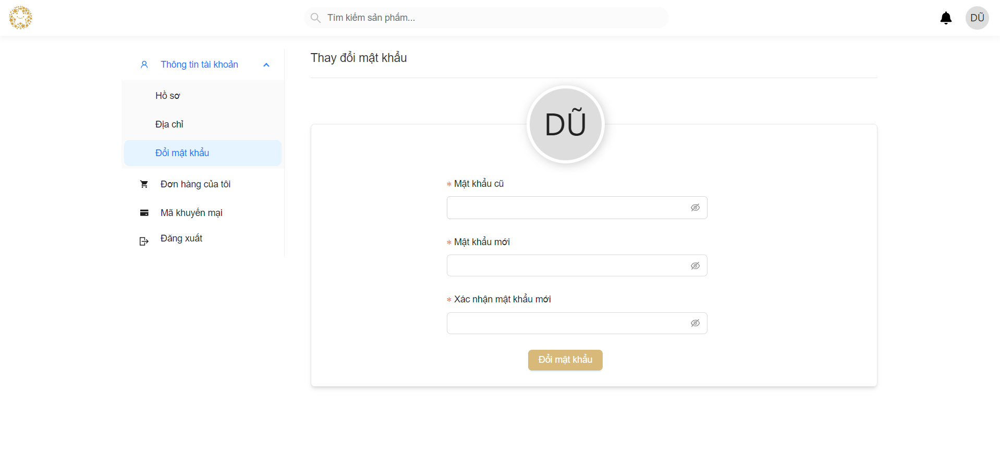 Tìm kiếm sản phẩm...
DŨ
Thông tin tài khoản
Hồ sơ
Địa chỉ
Đổi mật khẩu
Đơn hàng của tôi
Mã khuyến mại
Đăng xuất
Thay đổi mật khẩu
DŨ
* Mật khẩu cũ
* Mật khẩu mới
* Xác nhận mật khẩu mới
Đổi mật khẩu